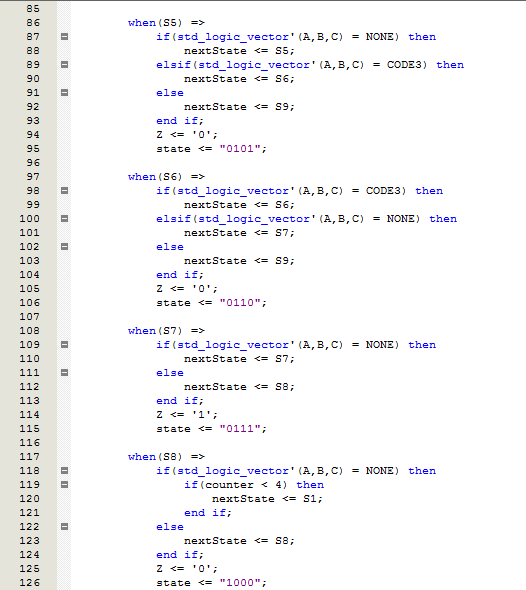 85
86 when(S5) =>
87 if(std_logic_vector'(A,B,C) = NONE) then
88 nextState <= S5;
89 elsif(std_logic_vector'(A,B,C) = CODE3) then
90 nextState <= S6;
91 else
92 nextState <= S9;
93 end if;
94 Z <= '0';
95 state <= "0101";
96
97 when(S6) =>
98 if(std_logic_vector'(A,B,C) = CODE3) then
99 nextState <= S6;
100 elsif(std_logic_vector'(A,B,C) = NONE) then
101 nextState <= S7;
102 else
103 nextState <= S9;
104 end if;
105 Z <= '0';
106 state <= "0110";
107
108 when(S7) =>
109 if(std_logic_vector'(A,B,C) = NONE) then
110 nextState <= S7;
111 else
112 nextState <= S8;
113 end if;
114 Z <= '1';
115 state <= "0111";
116
117 when(S8) =>
118 if(std_logic_vector'(A,B,C) = NONE) then
119 if(counter < 4) then
120 nextState <= S1;
121 end if;
122 else
123 nextState <= S8;
124 end if;
125 Z <= '0';
126 state <= "1000";